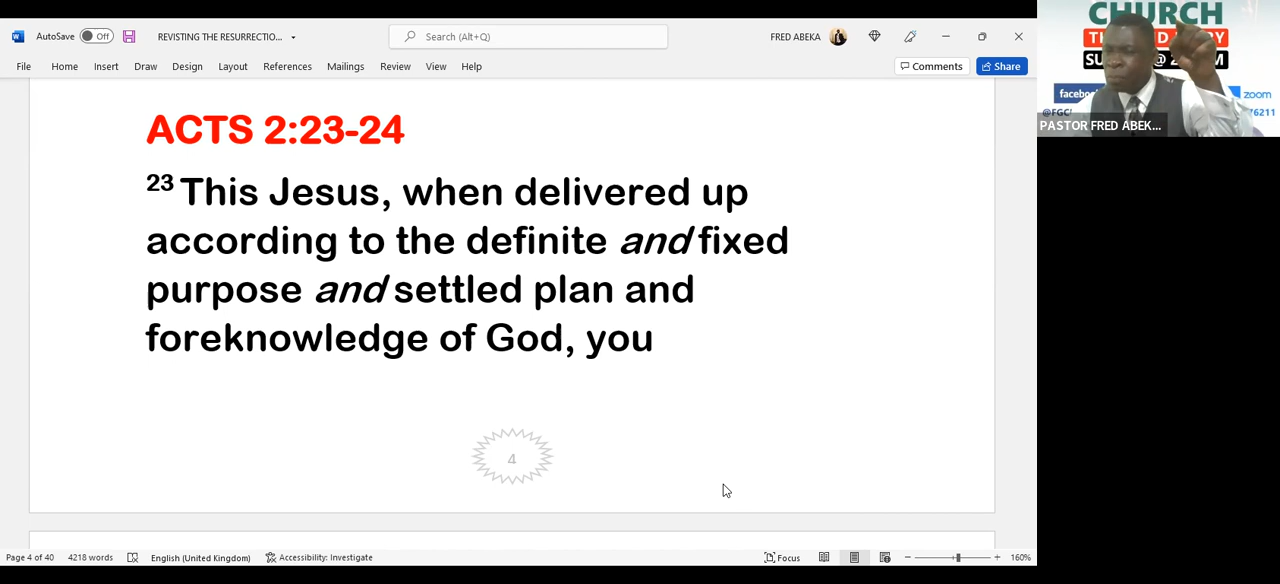 AutoSave Off REVISTING THE RESURRECTIO... Search (Alt+Q) FRED ABEKA
File Home Insert Draw Design Layout References Mailings Review View Help Comments Share
ACTS 2:23-24
23 This Jesus, when delivered up
according to the definite and fixed
purpose and settled plan and
foreknowledge of God, you
4
Page 4 of 40 4218 words English (United Kingdom) Accessibility: Investigate Focus 160%
CHURCH
zoom
PASTOR FRED ABEK...